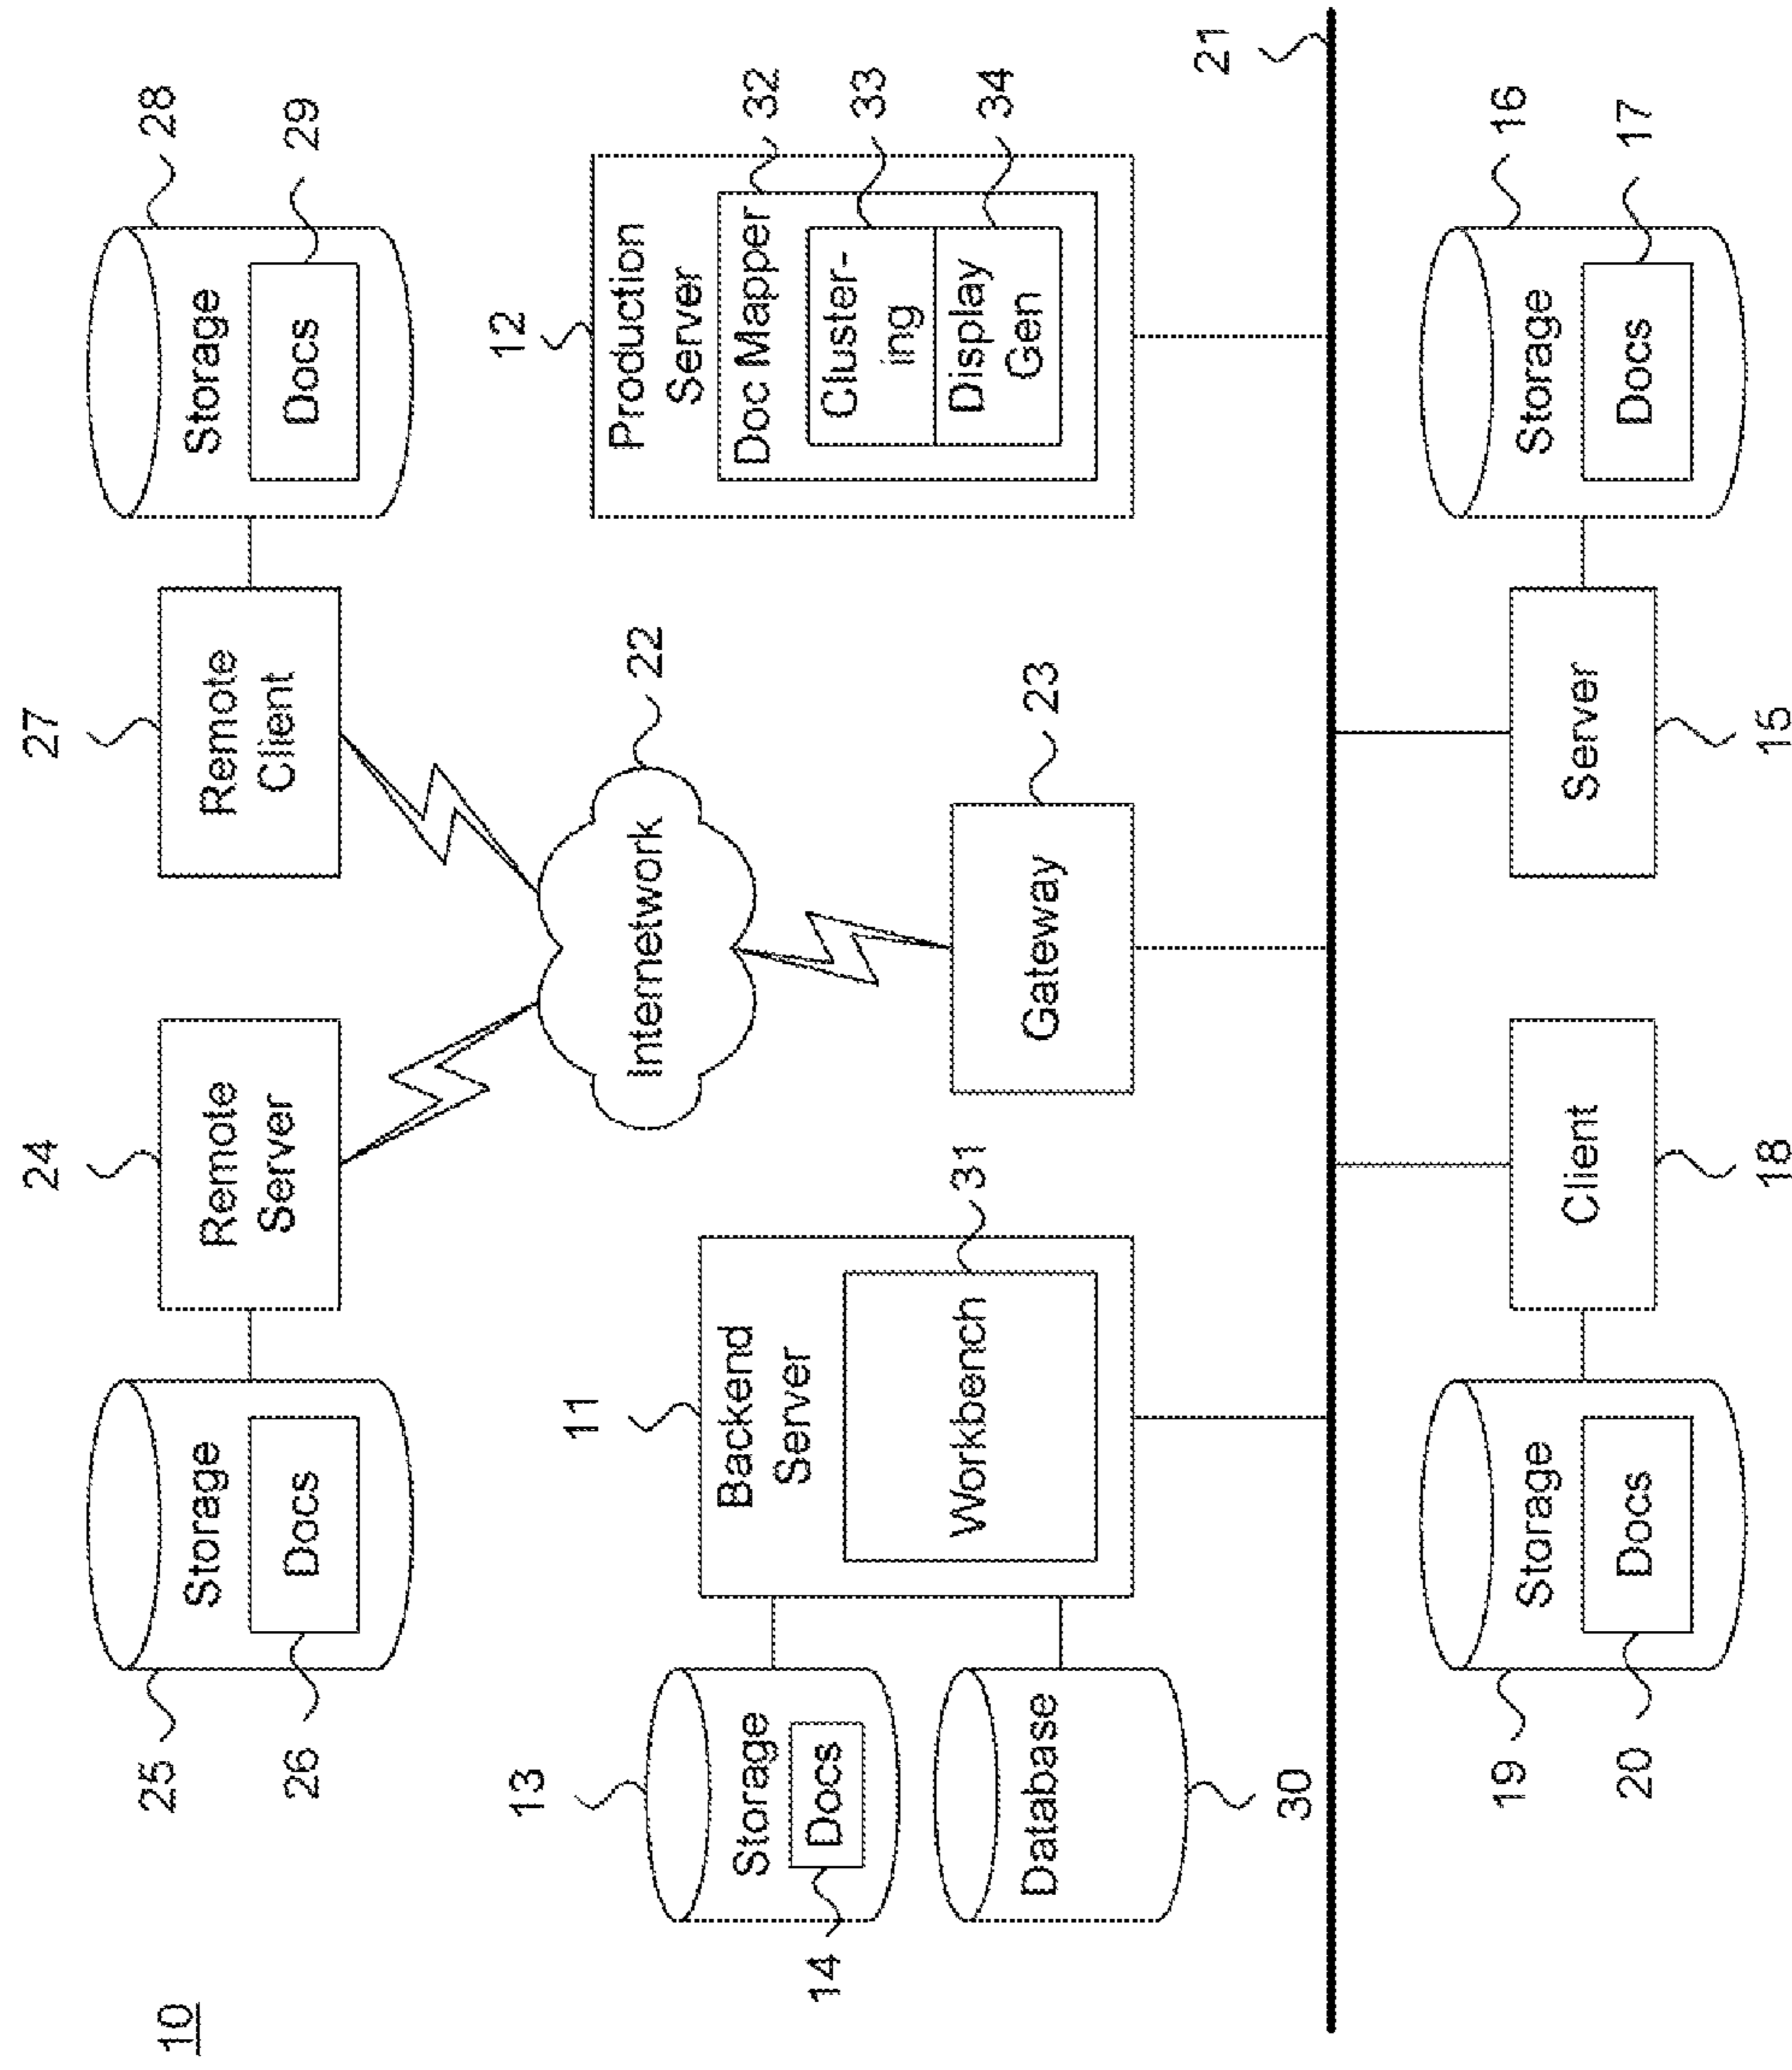 10
24
27
25
Storage
Docs
26
Remote
Server
Remote
Client
Storage
Docs
28
29
Internetwork
22
13
Storage
Docs
14
Database
30
11
Backend
Server
Workbench
31
Gateway
23
12
Production
Server
Doc Mapper
Cluster-
ing
Display
Gen
32
33
34
21
19
Storage
Docs
20
Client
18
Server
15
Storage
Docs
16
17